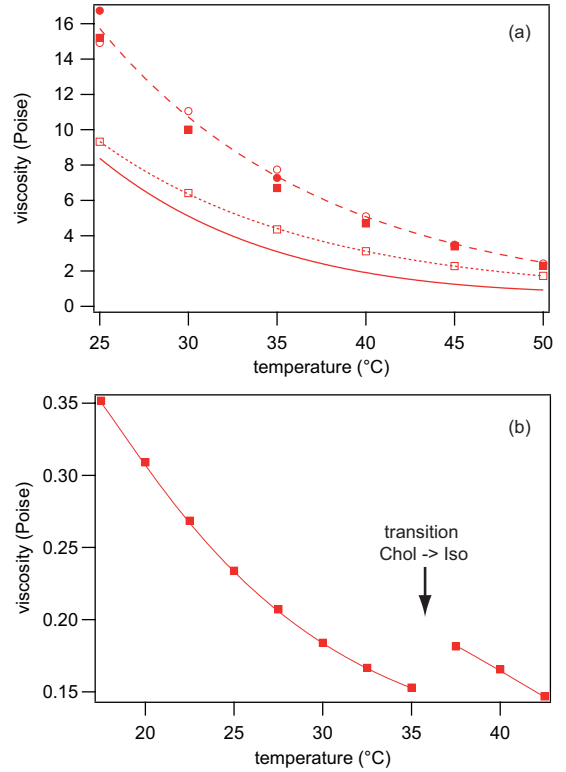 (a)
16
14
12
10
8
6
4
2
0
viscosity (Poise)
25 30 35 40 45 50
temperature (°C)
(b)
0.35
0.30
0.25
0.20
0.15
viscosity (Poise)
transition
Chol -> Iso
20 25 30 35 40
temperature (°C)